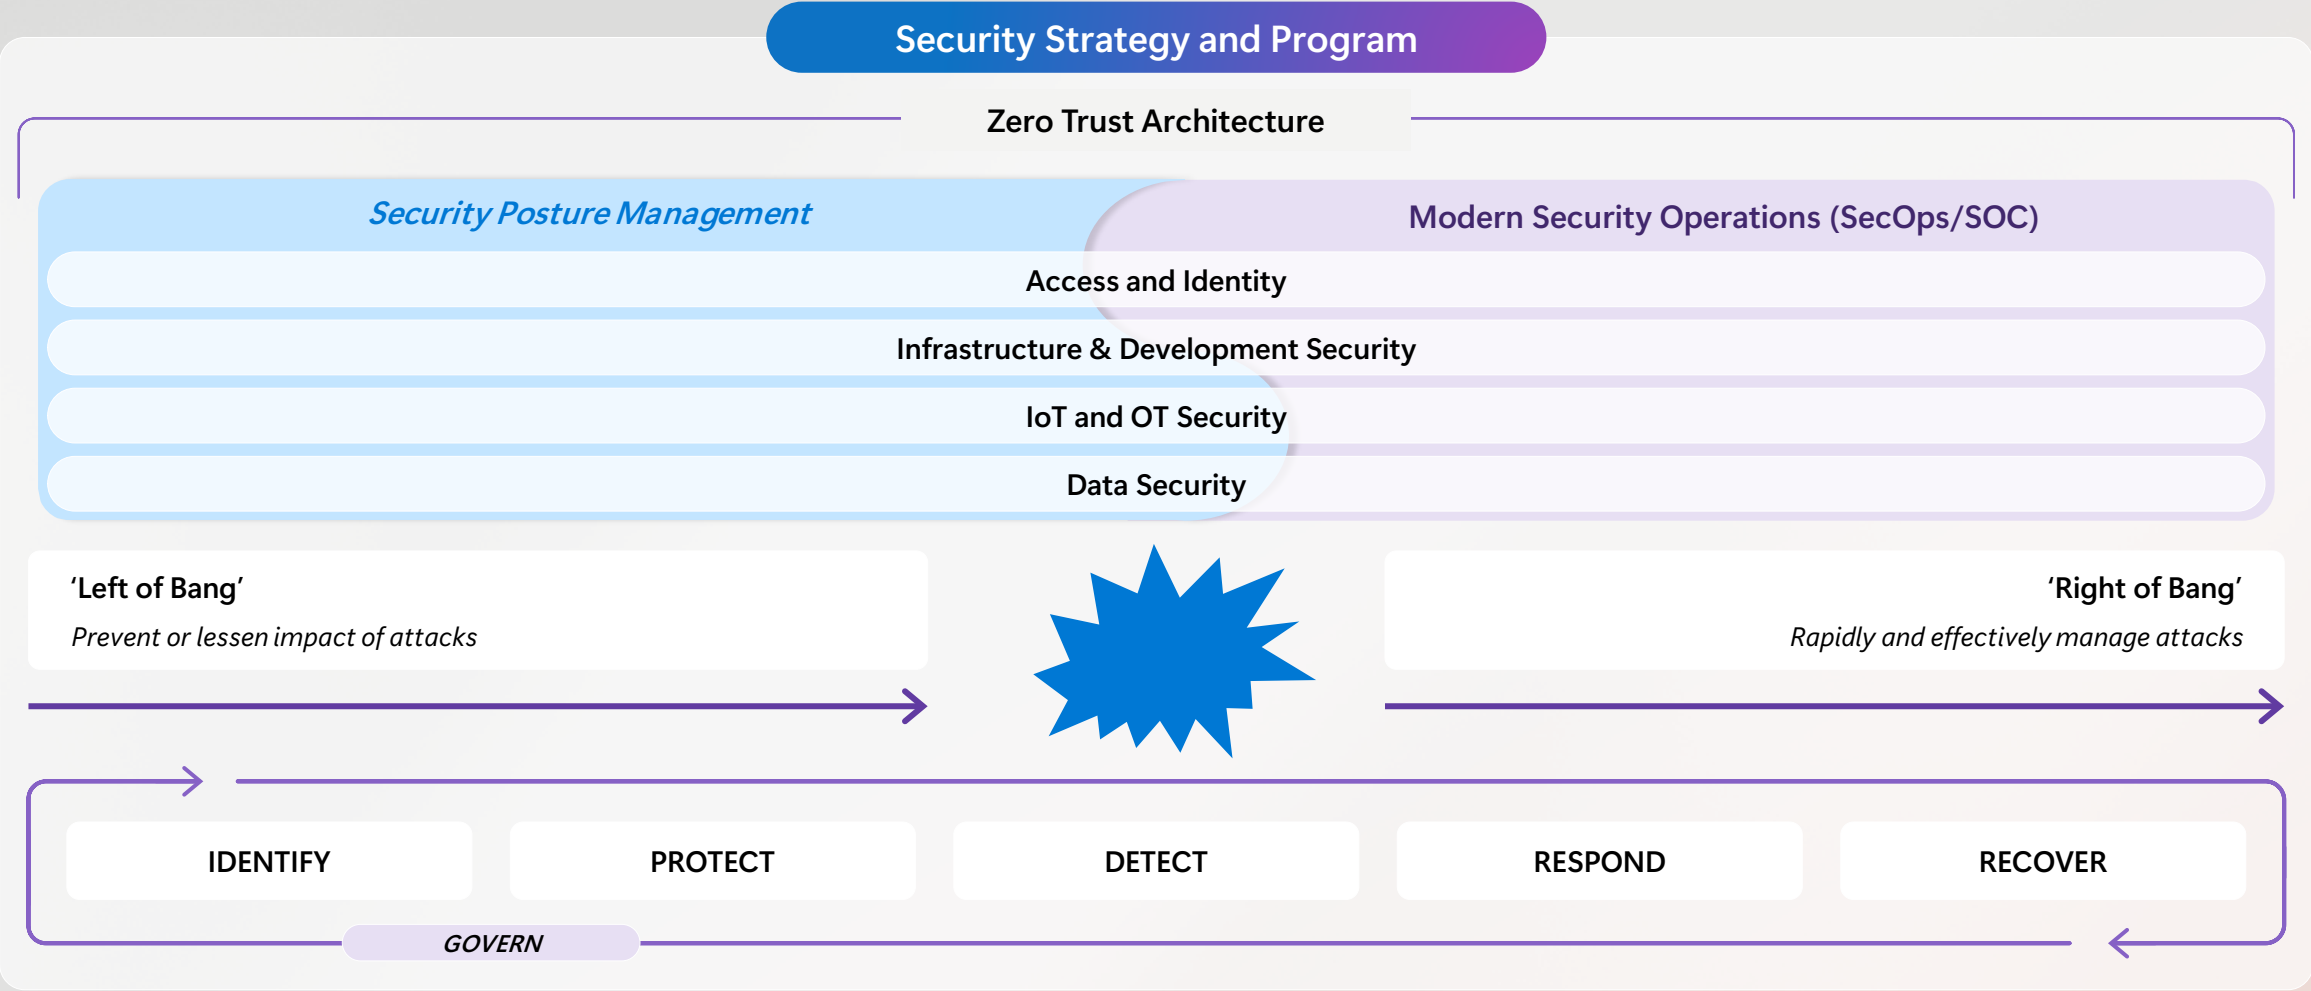 Security Strategy and Program
Zero Trust Architecture
Security Posture Management
Modern Security Operations (SecOps/SOC)
Access and Identity
Infrastructure & Development Security
IoT and OT Security
Data Security
‘Left of Bang’
Prevent or lessen impact of attacks
‘Right of Bang’
Rapidly and effectively manage attacks
IDENTIFY
PROTECT
DETECT
RESPOND
RECOVER
GOVERN